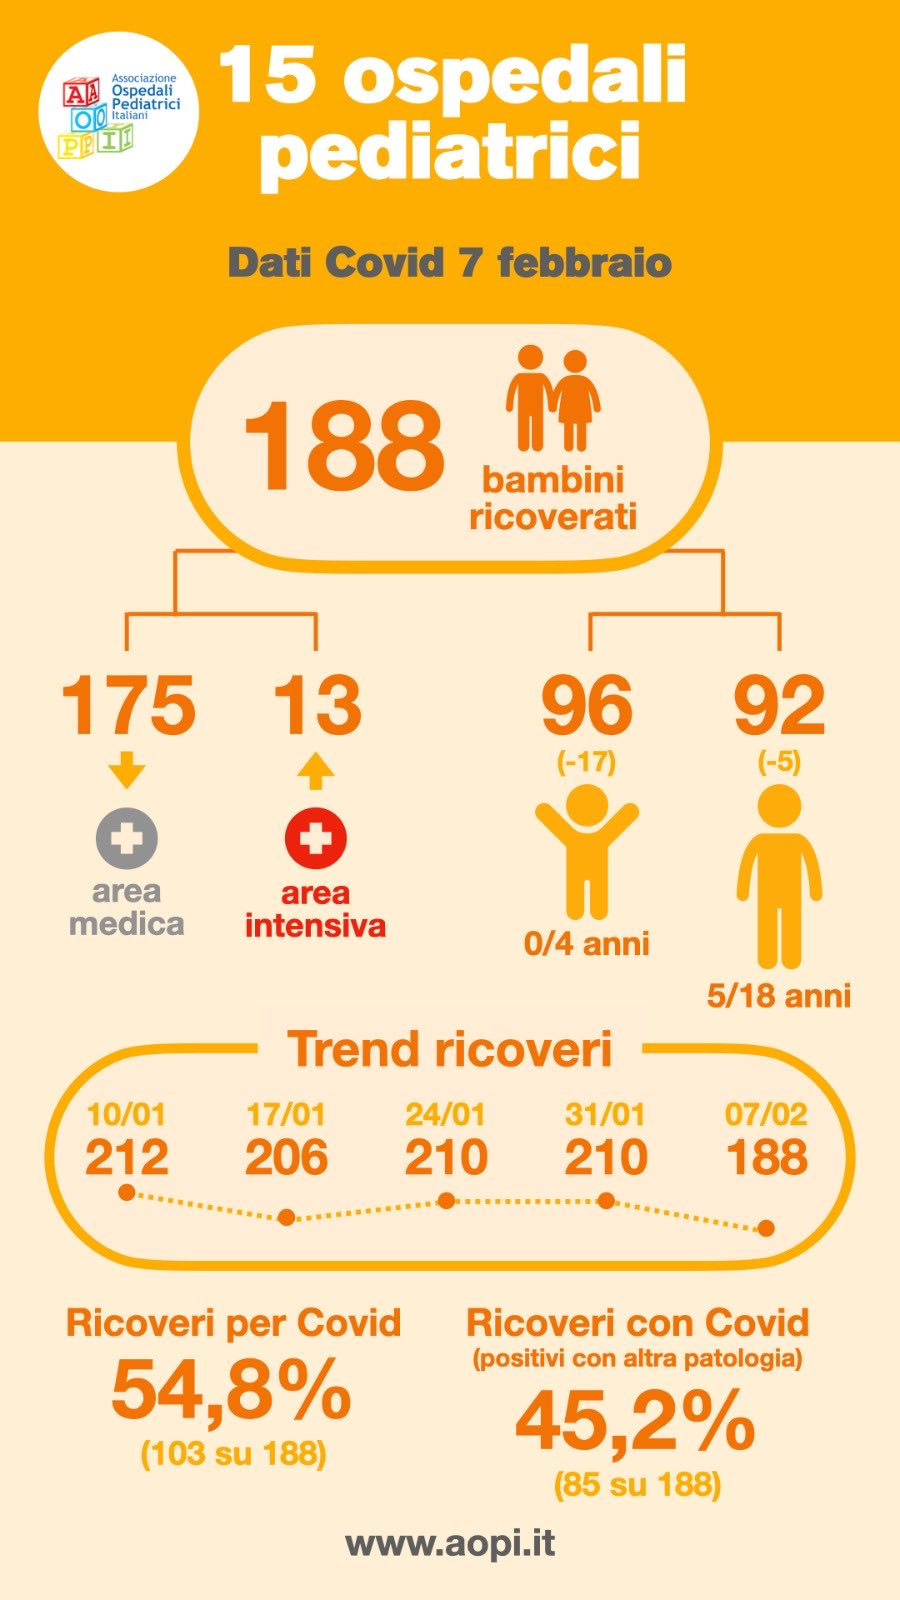 Associazione
Ospedali
Pediatrici
Italiani
A A
O O
P P I I
15 ospedali
pediatrici
Dati Covid 7 febbraio
188
bambini
ricoverati
175 13 96 92
(-17) (-5)
area
medica
area
intensiva
0/4 anni
5/18 anni
Trend ricoveri
10/01 17/01 24/01 31/01 07/02
212 206 210 210 188
Ricoveri per Covid
54,8%
(103 su 188)
Ricoveri con Covid
(positivi con altra patologia)
45,2%
(85 su 188)
www.aopi.it